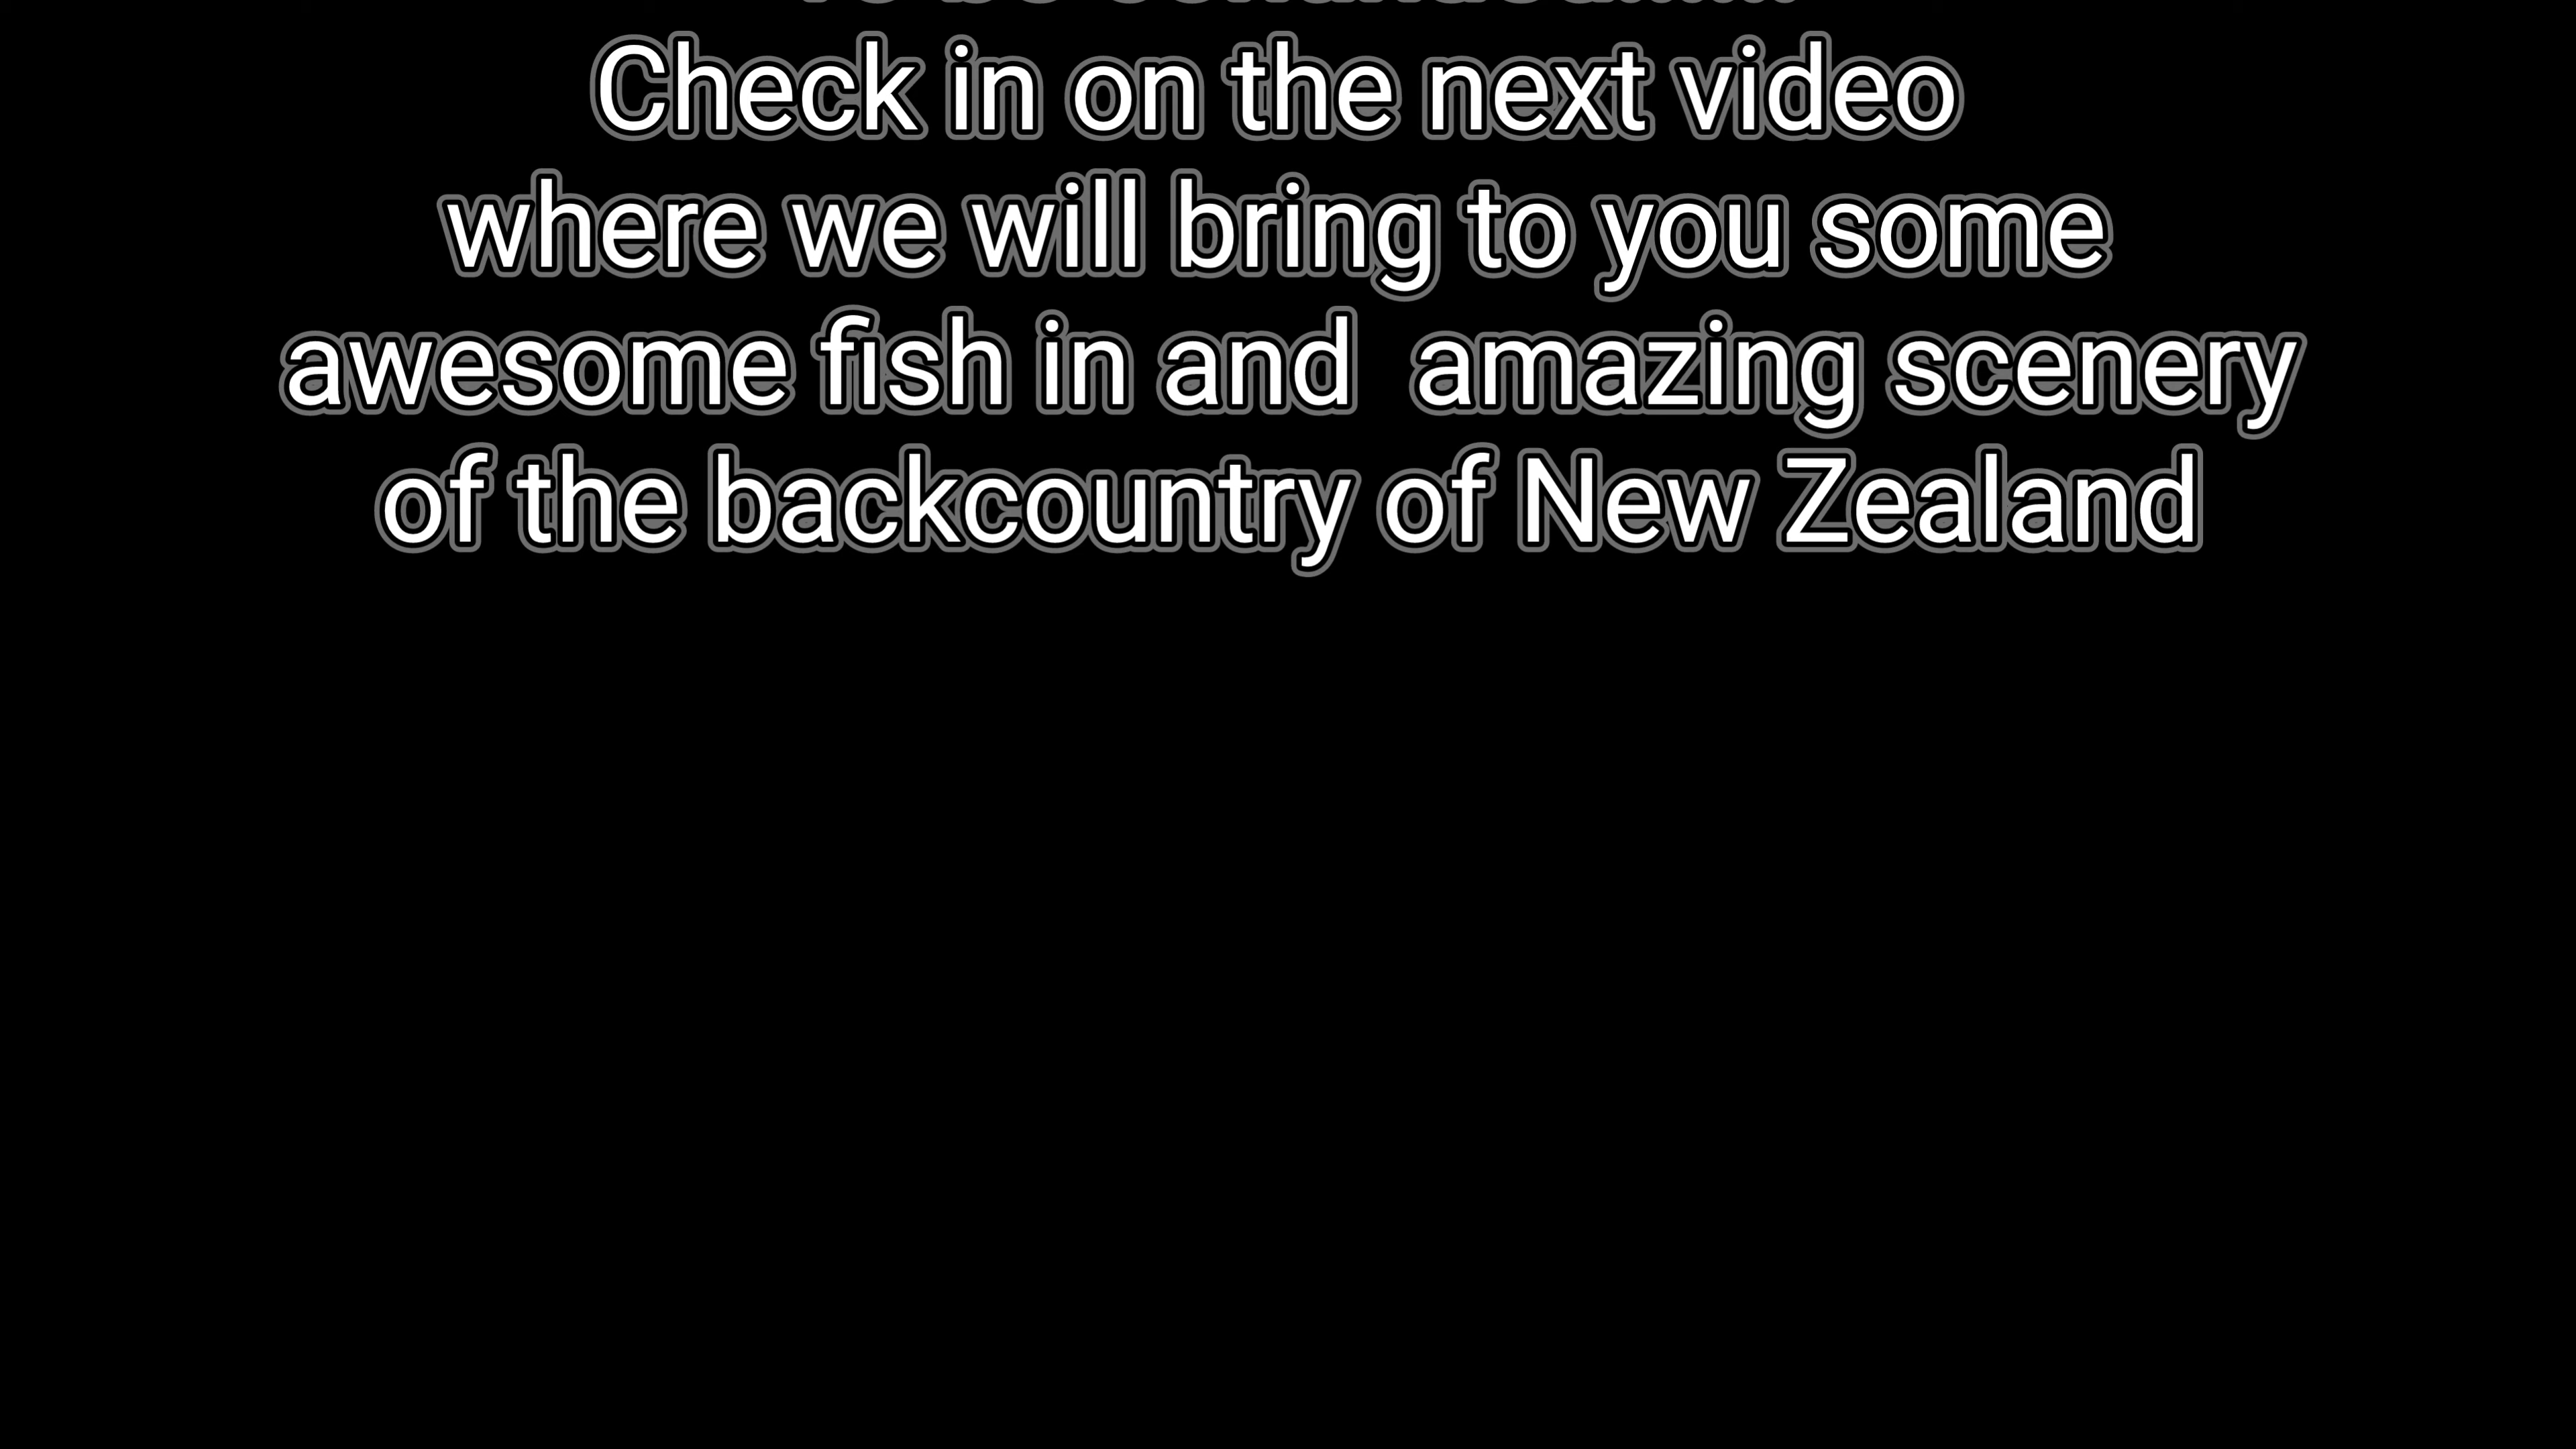 Check in on the next video
where we will bring to you some
awesome fish in and  amazing scenery
of the backcountry of New Zealand